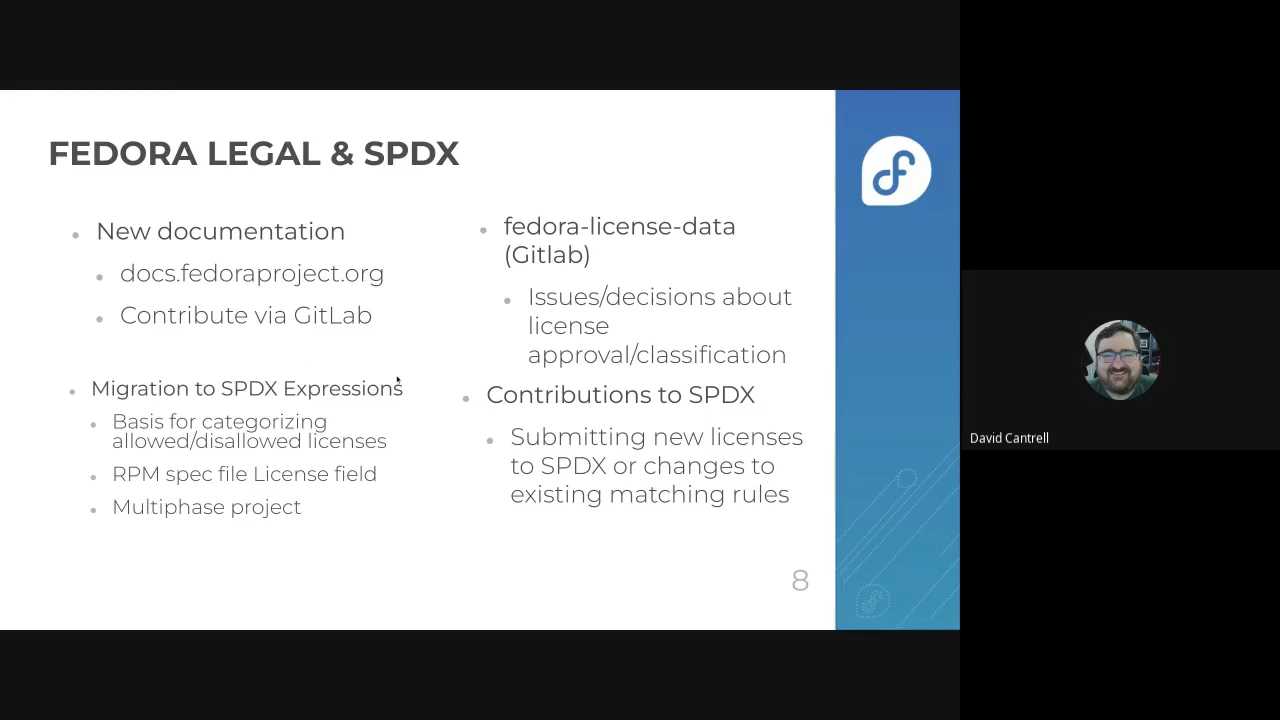 FEDORA LEGAL & SPDX
New documentation
docs.fedoraproject.org
Contribute via GitLab
Migration to SPDX Expressions
Basis for categorizing
allowed/disallowed licenses
RPM spec file License field
Multiphase project
fedora-license-data
(Gitlab)
Issues/decisions about
license
approval/classification
Contributions to SPDX
Submitting new licenses
to SPDX or changes to
existing matching rules
8
David Cantrell